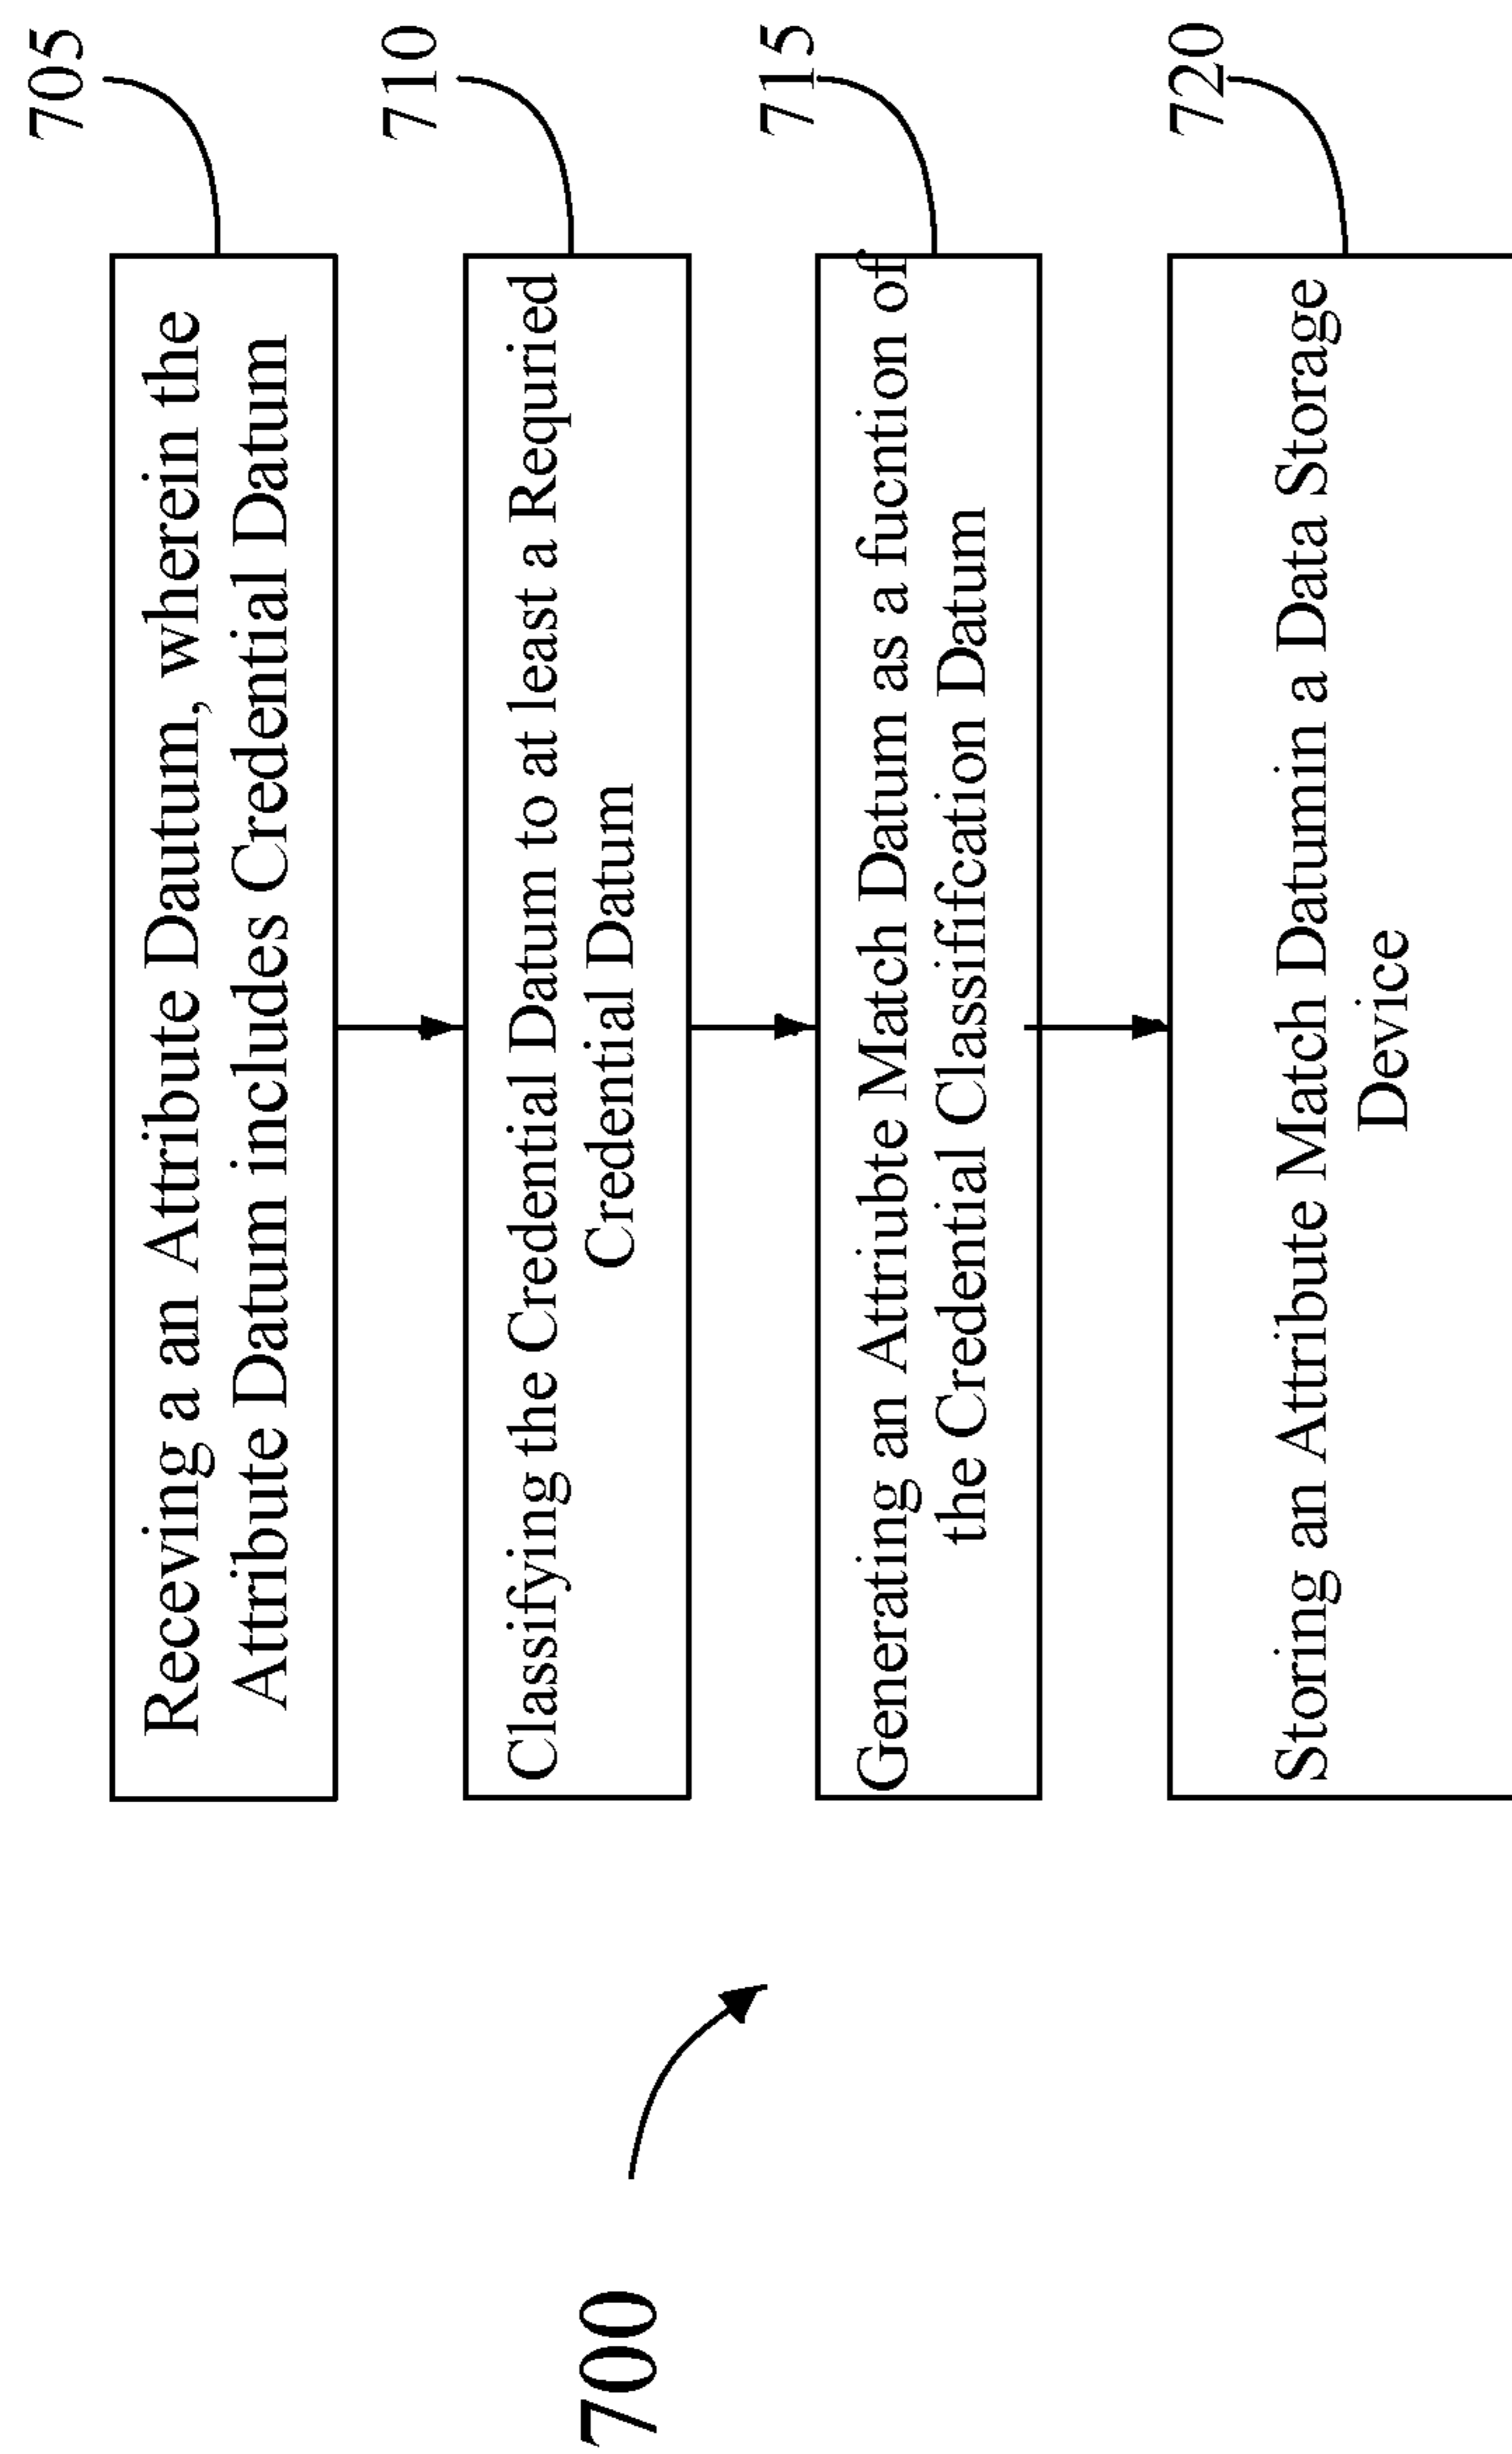 705
Receving a an Attribute Dautum, wherein the
Attribute Datum includes Credential Datum
710
Classifying the Credential Datum to at least a Requried
Credential Datum
715
Generating an Attriubte Match Datum as a fucntion of
the Credential Classififcation Datum
720
Storing an Attribute Match Datumin a Data Storage
Device
700